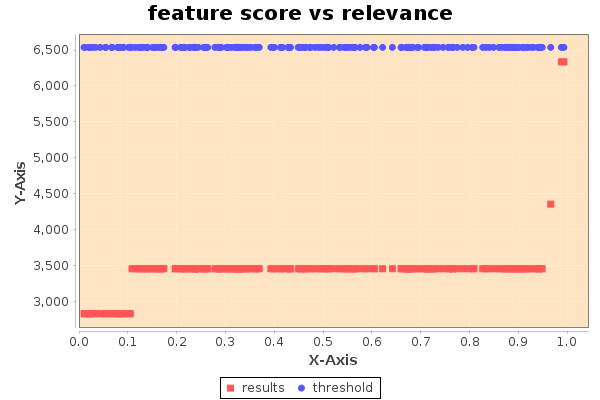 feature score vs relevance
6,500
6,000
5,500
5,000
4,500
4,000
3,500
3,000
Y-Axis
0.0 0.1 0.2 0.3 0.4 0.5 0.6 0.7 0.8 0.9 1.0
X-Axis
results threshold